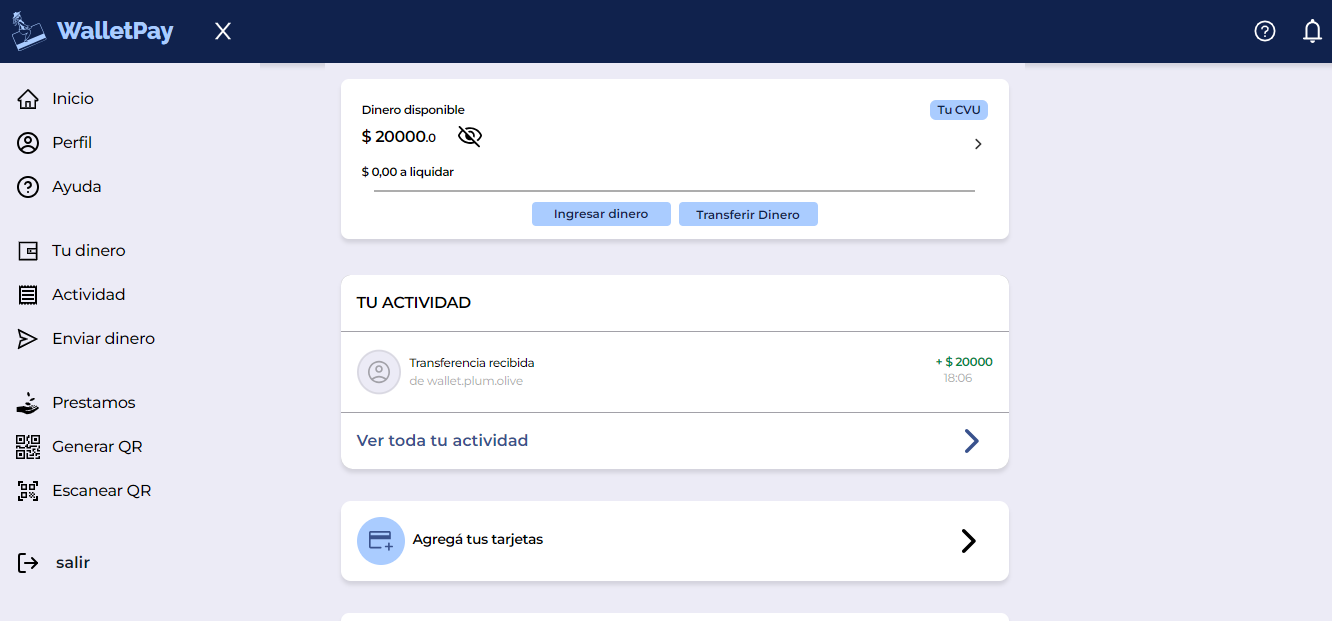 WalletPay
Inicio
Perfil
Ayuda
Tu dinero
Actividad
Enviar dinero
Prestamos
Generar QR
Escanear QR
salir
Dinero disponible
Tu CVU
$ 20000.0
$ 0,00 a liquidar
Ingresar dinero
Transferir Dinero
TU ACTIVIDAD
Transferencia recibida
+ $ 20000
de wallet.plum.olive
18:06
Ver toda tu actividad
Agregá tus tarjetas